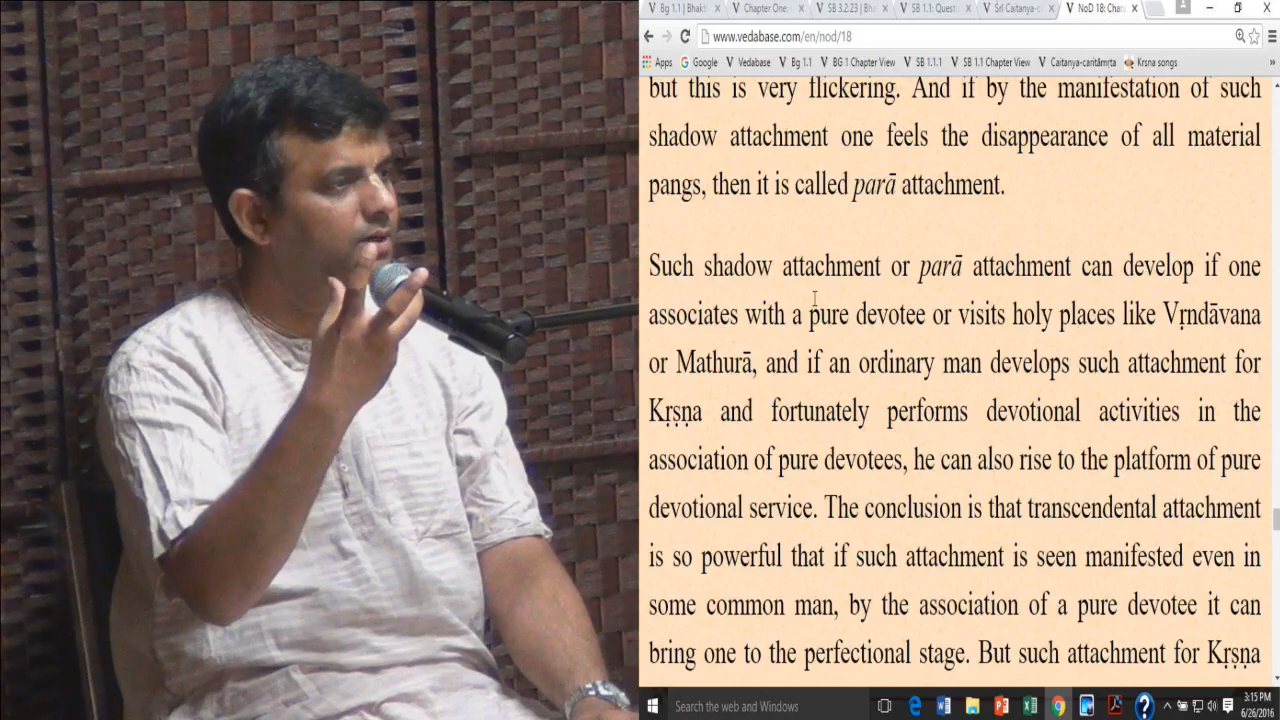 Bg 1.1 | Bhakt
Chapter One:
SB 3.2.23 | Bh
SB 1.1: Quest
Śrī Caitanya-c
NoD 18: Cha
www.vedabase.com/en/nod/18
Apps Google Vedabase Bg 1.1 BG 1 Chapter View SB 1.1.1 SB 1.1 Chapter View Caitanya-caritāmṛta Krsna songs »
but this is very flickering. And if by the manifestation of such
shadow attachment one feels the disappearance of all material
pangs, then it is called parā attachment.
Such shadow attachment or parā attachment can develop if one
associates with a pure devotee or visits holy places like Vṛndāvana
or Mathurā, and if an ordinary man develops such attachment for
Kṛṣṇa and fortunately performs devotional activities in the
association of pure devotees, he can also rise to the platform of pure
devotional service. The conclusion is that transcendental attachment
is so powerful that if such attachment is seen manifested even in
some common man, by the association of a pure devotee it can
bring one to the perfectional stage. But such attachment for Kṛṣṇa
Search the web and Windows
3:15 PM
6/26/2016